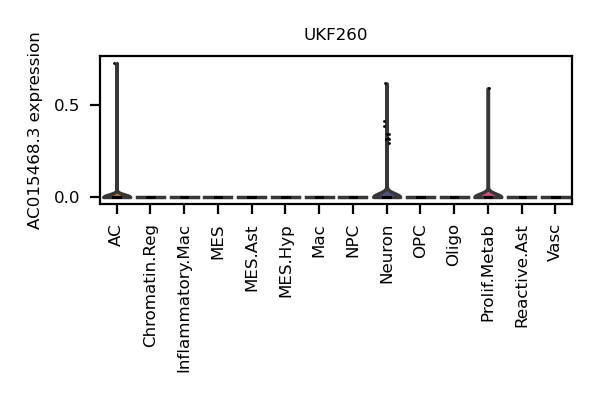 UKF260
AC015468.3 expression
0.5
0.0
AC
Chromatin.Reg
Inflammatory.Mac
MES
MES.Ast
MES.Hyp
Mac
NPC
Neuron
OPC
Oligo
Prolif.Metab
Reactive.Ast
Vasc